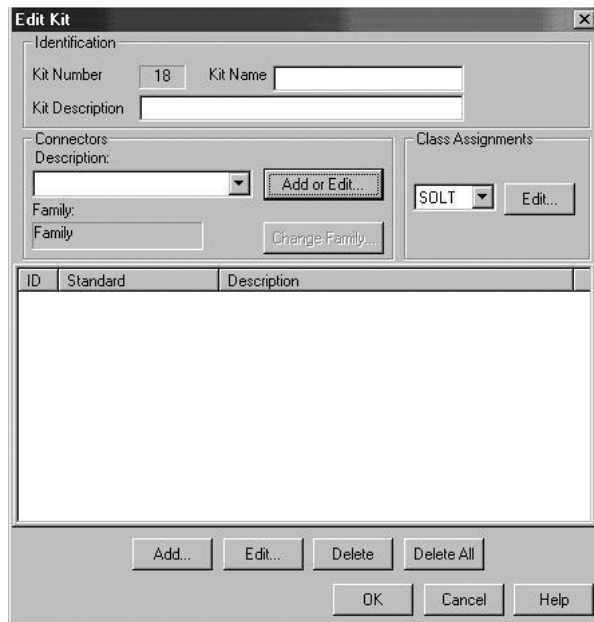 Edit Kit
Identification
Kit Number 18 Kit Name
Kit Description
Connectors
Description:
Add or Edit...
Family:
Family
Change Family...
Class Assignments
SOLT Edit...
ID Standard Description
Add... Edit... Delete Delete All
OK Cancel Help